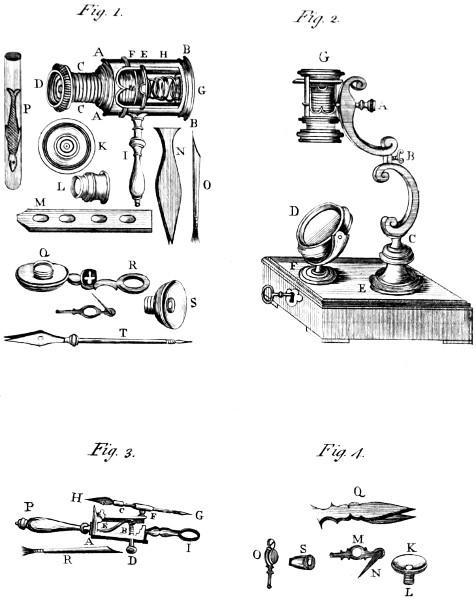 Fig. 1.
A F E H B
D C G
C A B
P K I N O
L
M
Q R S
T
Fig. 2.
G
A
B
D C
F E
Fig. 3.
H C G
P E F
A B I
R D
Fig. 4.
Q
O S M K
N L